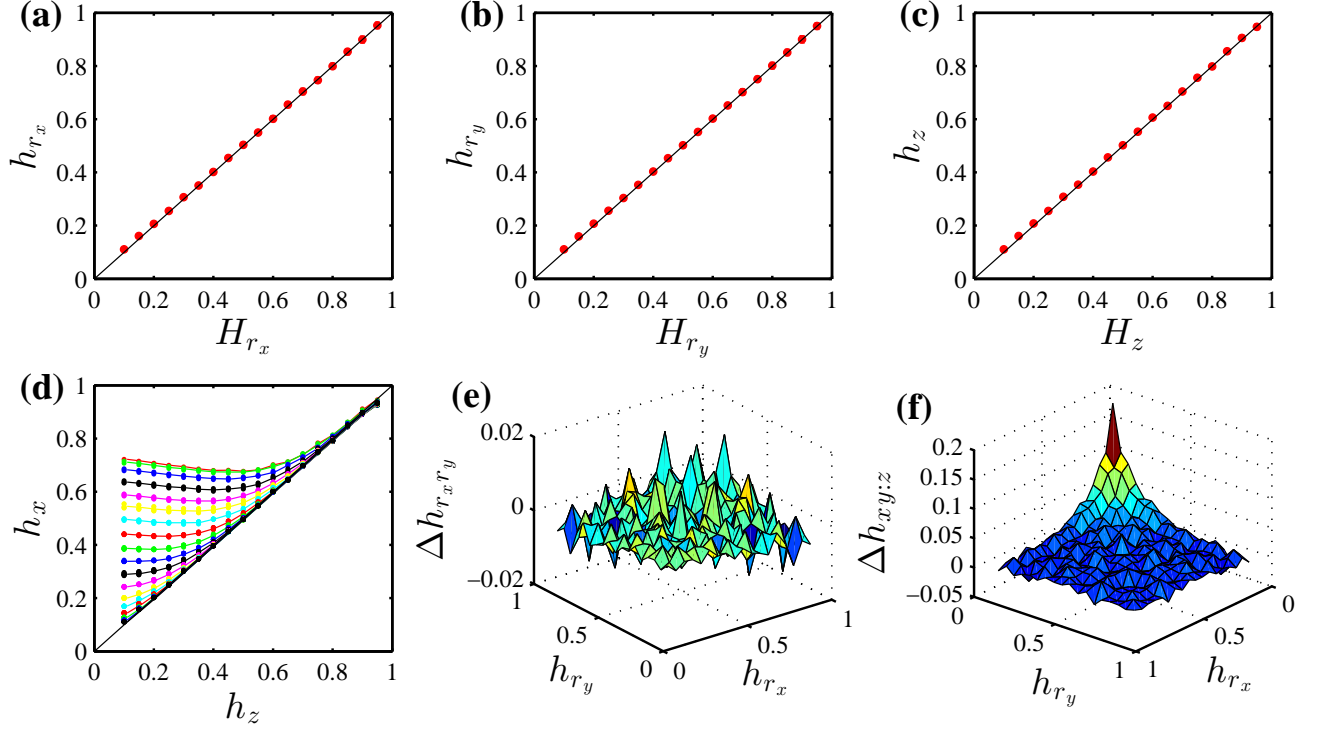 (a) (b) (c)
1 1 1
0.8 0.8 0.8
0.6 0.6 0.6
h_{r_x} h_{r_y} h_z
0.4 0.4 0.4
0.2 0.2 0.2
0 0 0
0 0.2 0.4 0.6 0.8 1 0 0.2 0.4 0.6 0.8 1 0 0.2 0.4 0.6 0.8 1
H_{r_x} H_{r_y} H_z
(d)
1
0.8
0.6
h_x
0.4
0.2
0
0 0.2 0.4 0.6 0.8 1
h_z
(e)
0.02
0
−0.02
Δh_{r_x r_y}
1 0.5 0
h_{r_y}
0 0.5 1
h_{r_x}
(f)
0.2
0.15
0.1
0.05
0
−0.05
Δh_{xy:z}
0 0.5 1
h_{r_y}
1 0.5 0
h_{r_x}